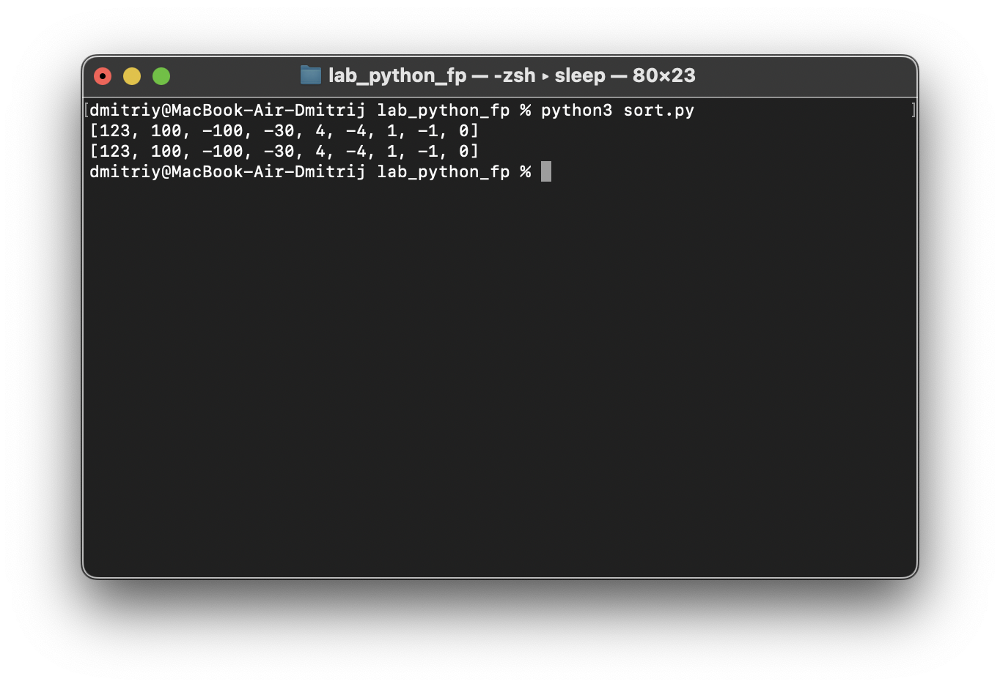 lab_python_fp — -zsh ▸ sleep — 80×23
[dmitriy@MacBook-Air-Dmitrij lab_python_fp % python3 sort.py ]
[123, 100, -100, -30, 4, -4, 1, -1, 0]
[123, 100, -100, -30, 4, -4, 1, -1, 0]
dmitriy@MacBook-Air-Dmitrij lab_python_fp %